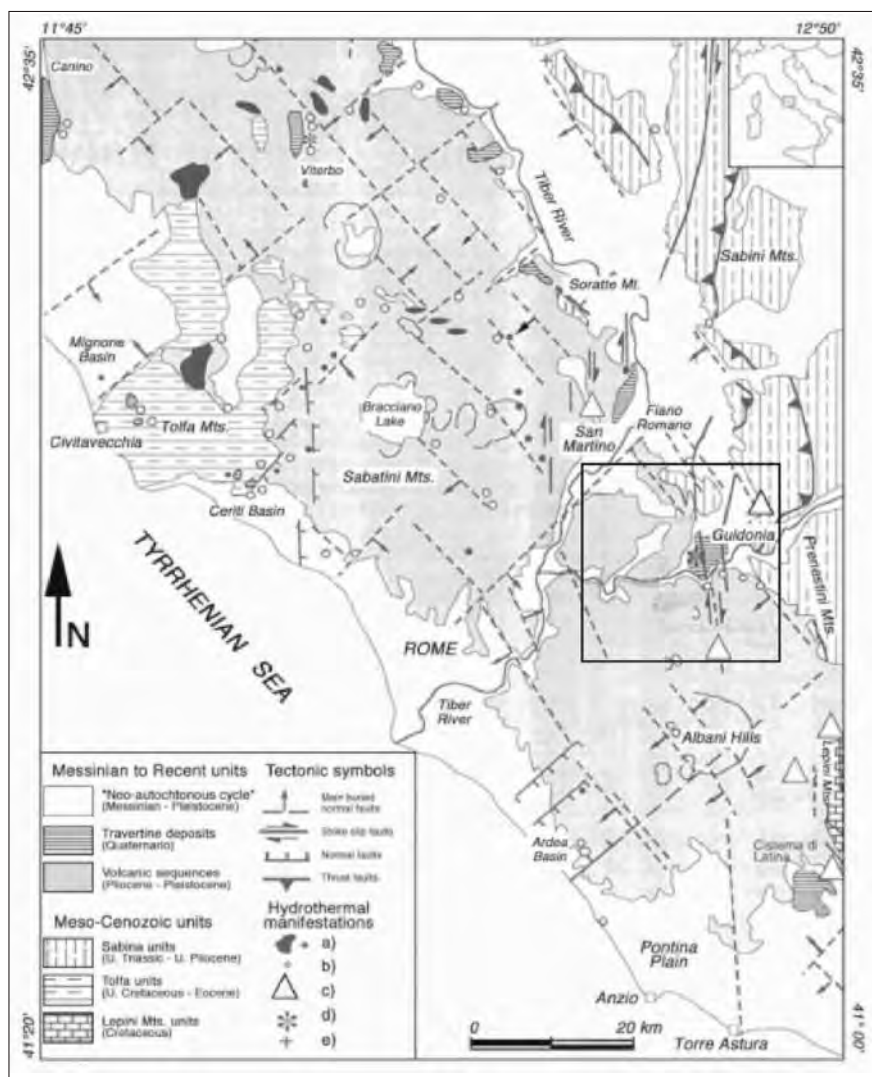 11°45'
12°50'
42°35'
42°35'
Canino
Viterbo
Tiber River
Sabini Mts.
Soratte Mt.
Mignone
Basin
Bracciano
Lake
San
Martino
Fiano
Romano
Civitavecchia
Tolfa Mts.
Sabatini Mts.
Ceriti Basin
Guidonia
Prenestini Mts.
TYRRHENIAN SEA
N
ROME
Tiber
River
Albani Hills
Lepini Mts.
Ardea
Basin
Cisterna di
Latina
Pontina
Plain
Anzio
Torre Astura
0 20 km
41°20'
41°00'
Messinian to Recent units
"Neo-autochtonous cycle"
(Messinian - Pleistocene)
Travertine deposits
(Quaternario)
Volcanic sequences
(Pliocene - Pleistocene)
Meso-Cenozoic units
Sabina units
(U. Triassic - U. Pliocene)
Tolfa units
(U. Cretaceous - Eocene)
Lepini Mts. units
(Cretaceous)
Tectonic symbols
Main buried
normal faults
Strike slip faults
Normal faults
Thrust faults
Hydrothermal
manifestations
a)
b)
c)
d)
e)